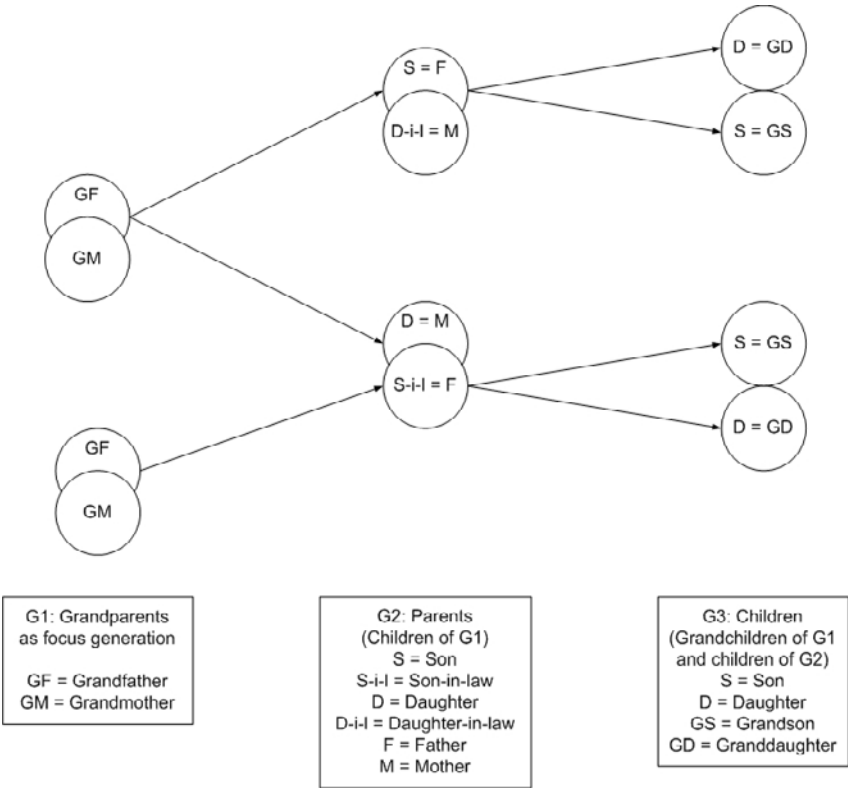 D = GD
S = F
D-i-l = M
S = GS
GF
GM
D = M
S-i-l = F
S = GS
D = GD
GF
GM
G1: Grandparents
as focus generation
GF = Grandfather
GM = Grandmother
G2: Parents
(Children of G1)
S = Son
S-i-l = Son-in-law
D = Daughter
D-i-l = Daughter-in-law
F = Father
M = Mother
G3: Children
(Grandchildren of G1
and children of G2)
S = Son
D = Daughter
GS = Grandson
GD = Granddaughter